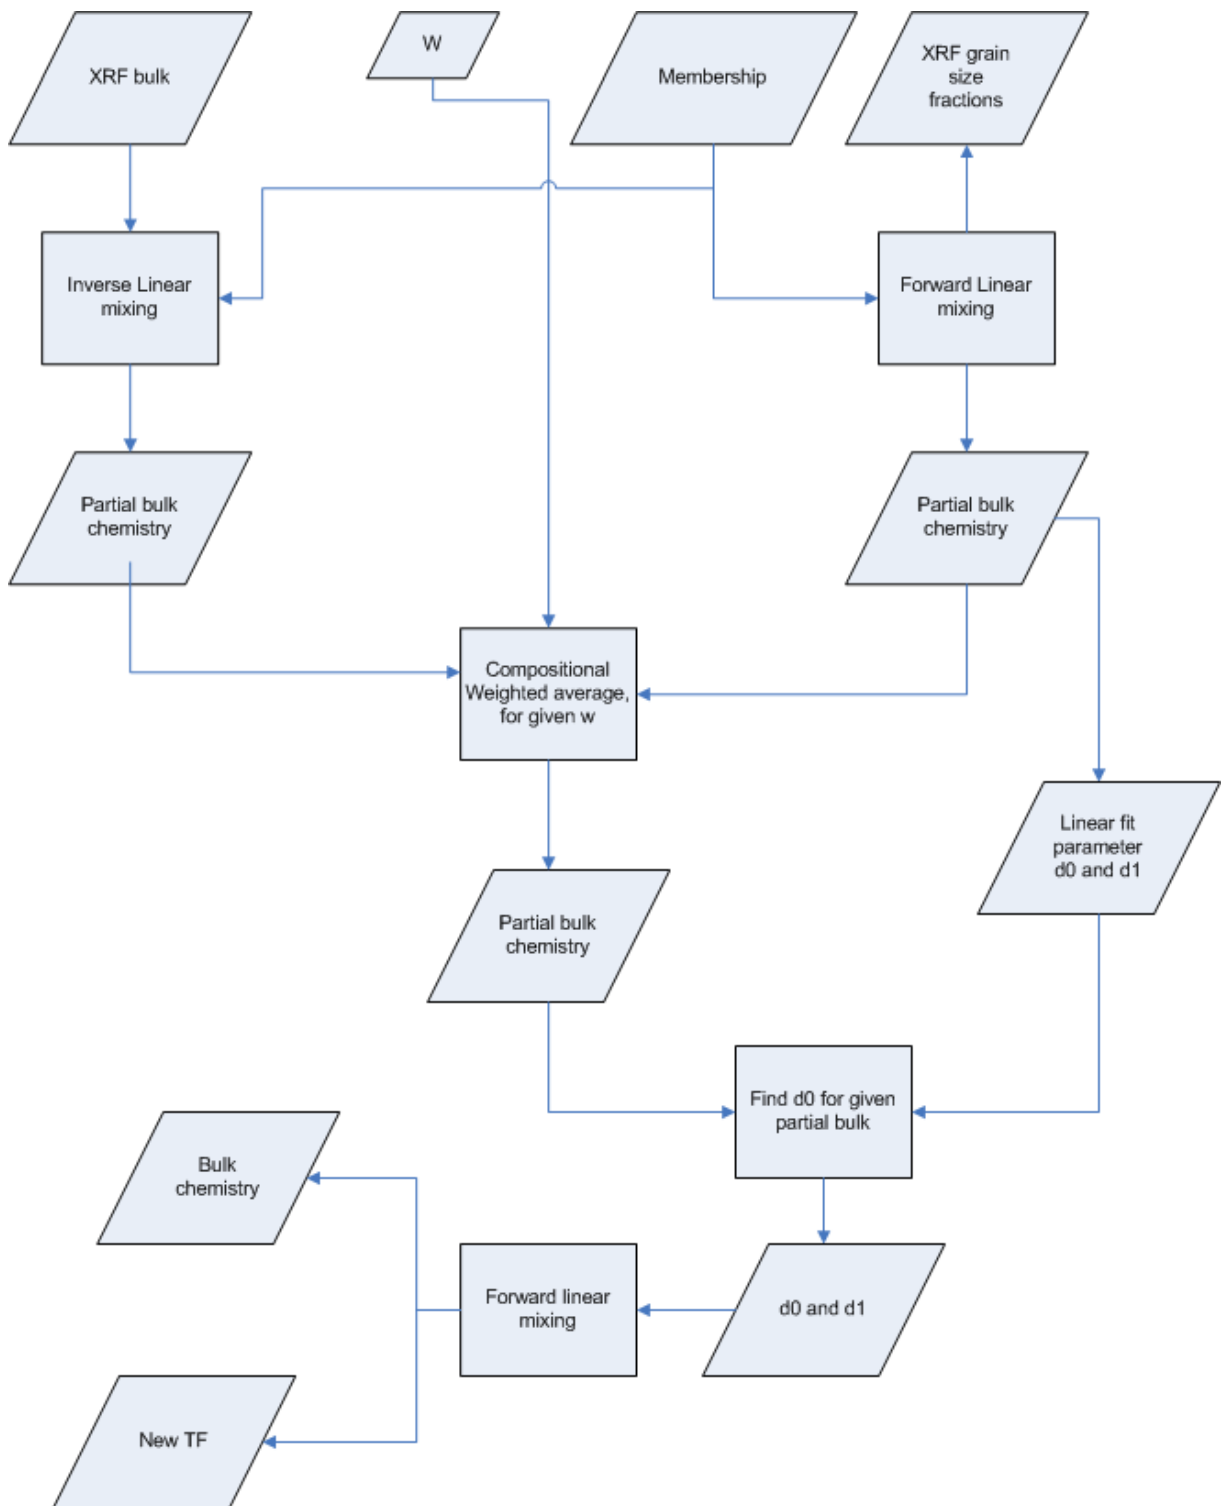 XRF bulk
W
Membership
XRF grain
size
fractions
Inverse Linear
mixing
Forward Linear
mixing
Partial bulk
chemistry
Partial bulk
chemistry
Compositional
Weighted average,
for given w
Linear fit
parameter
d0 and d1
Partial bulk
chemistry
Find d0 for given
partial bulk
Bulk
chemistry
Forward linear
mixing
d0 and d1
New TF